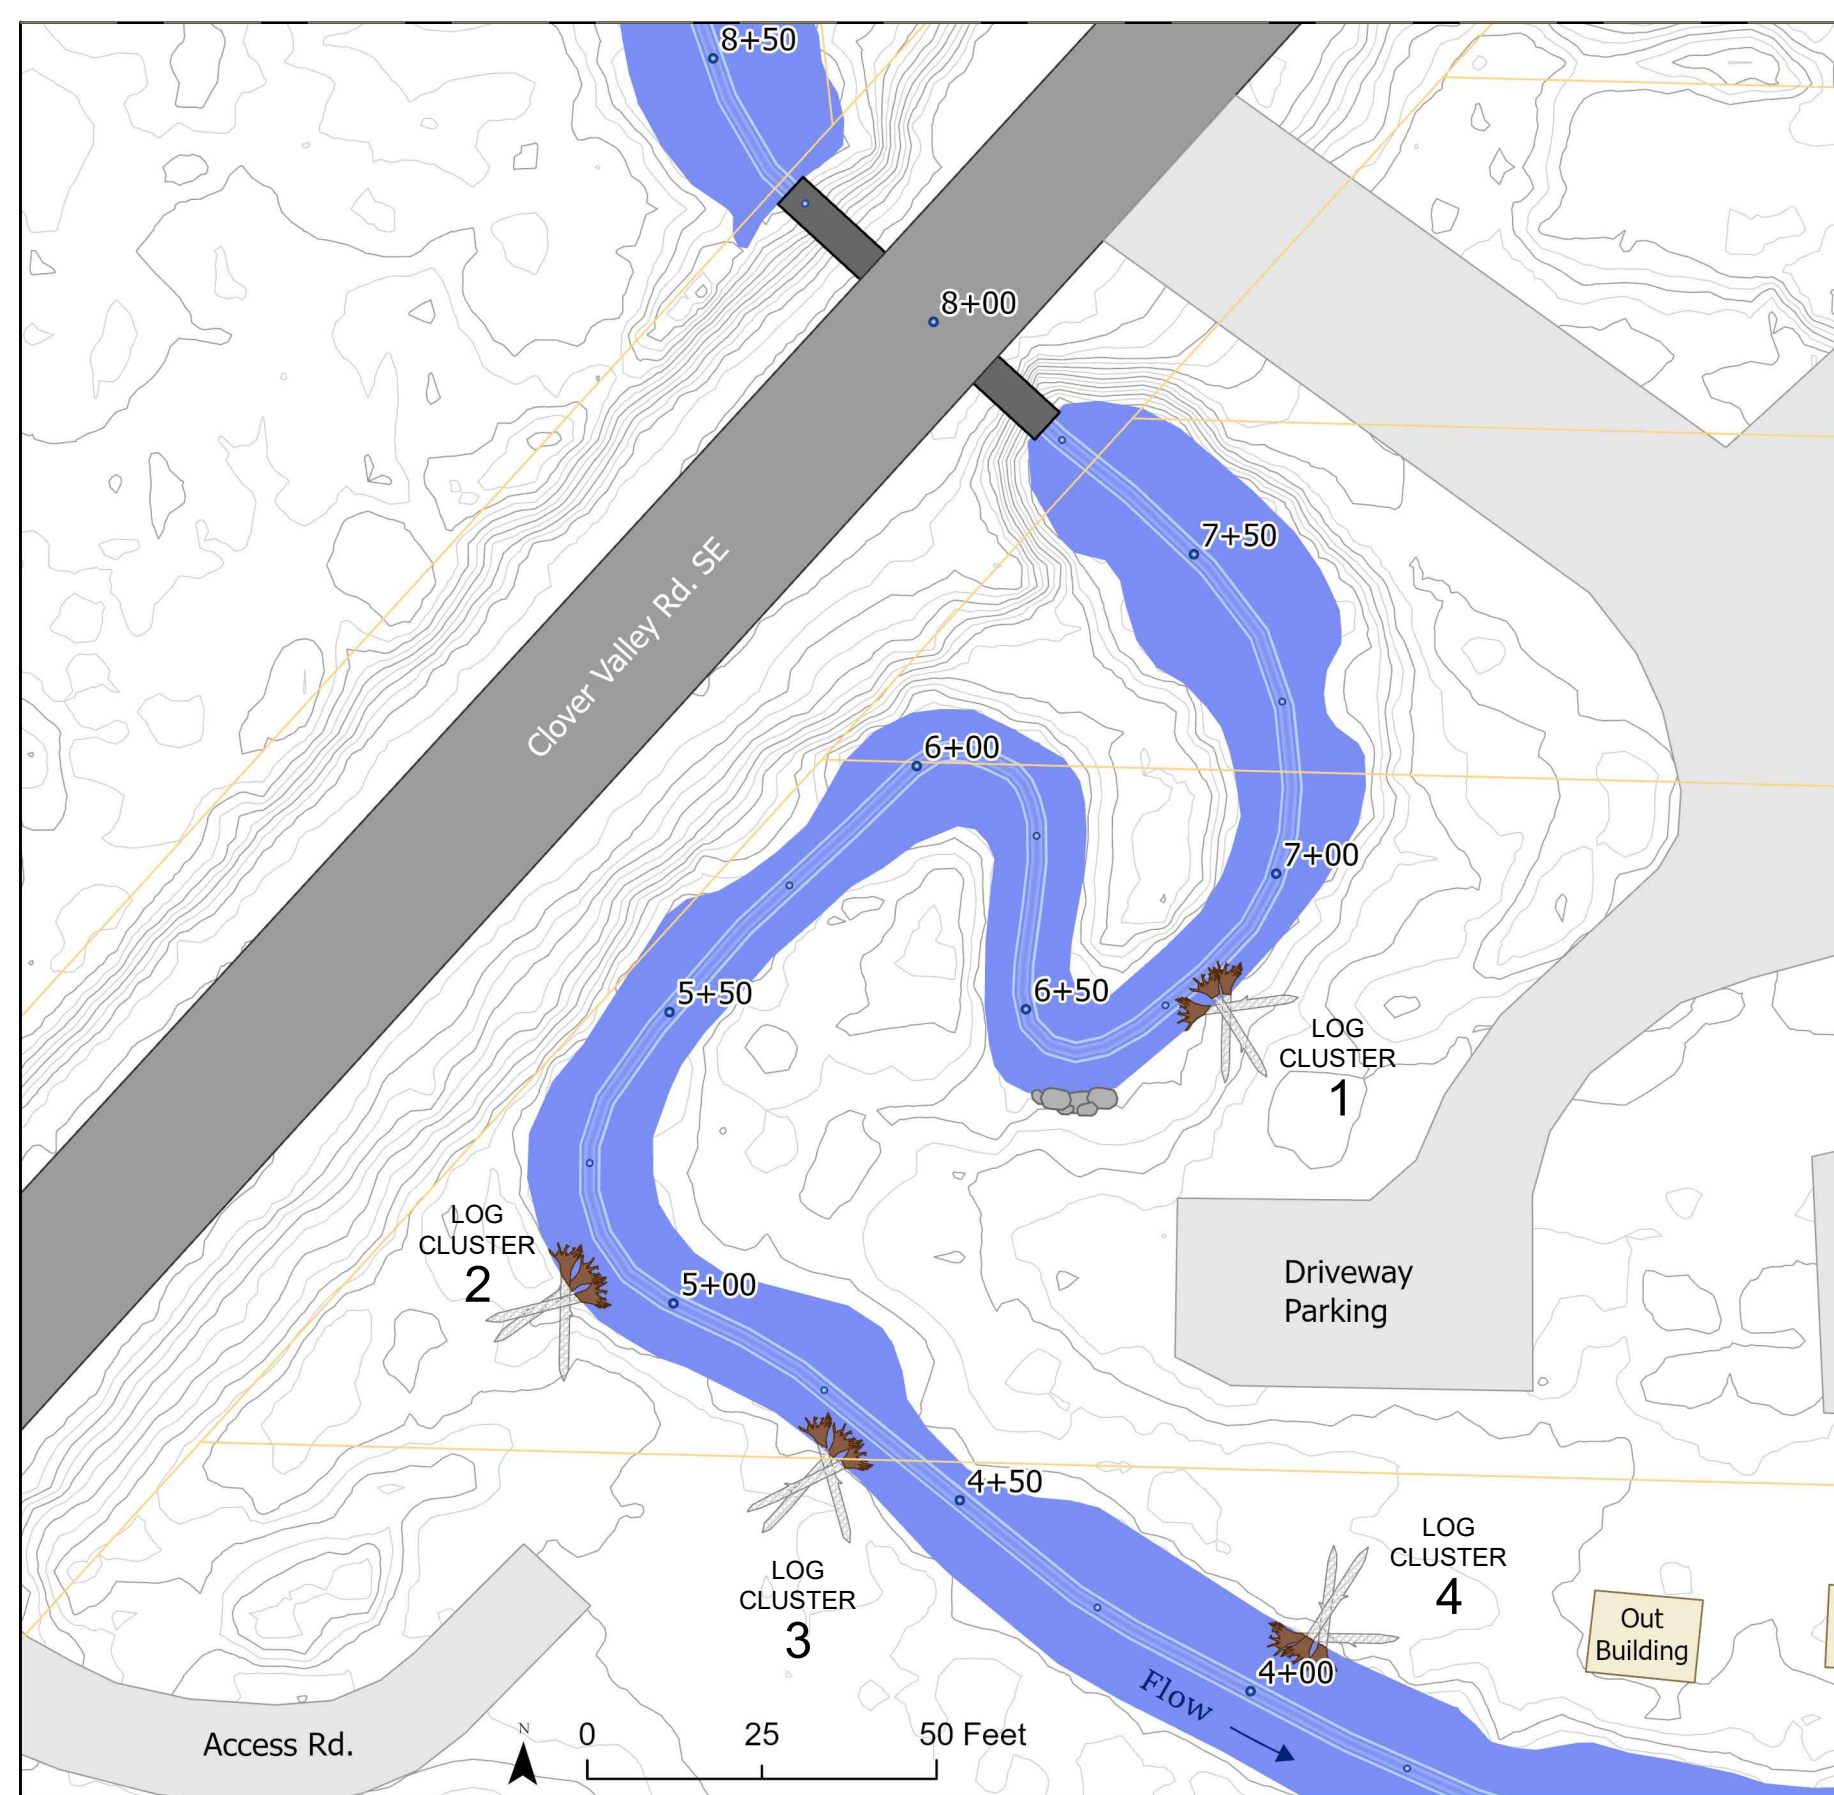 8+50
8+00
7+50
Clover Valley Rd. SE
6+00
7+00
5+50
6+50
LOG
CLUSTER
1
LOG
CLUSTER
2
5+00
Driveway
Parking
4+50
LOG
CLUSTER
3
LOG
CLUSTER
4
Out
Building
4+00
Flow
Access Rd.
N
0 25 50 Feet